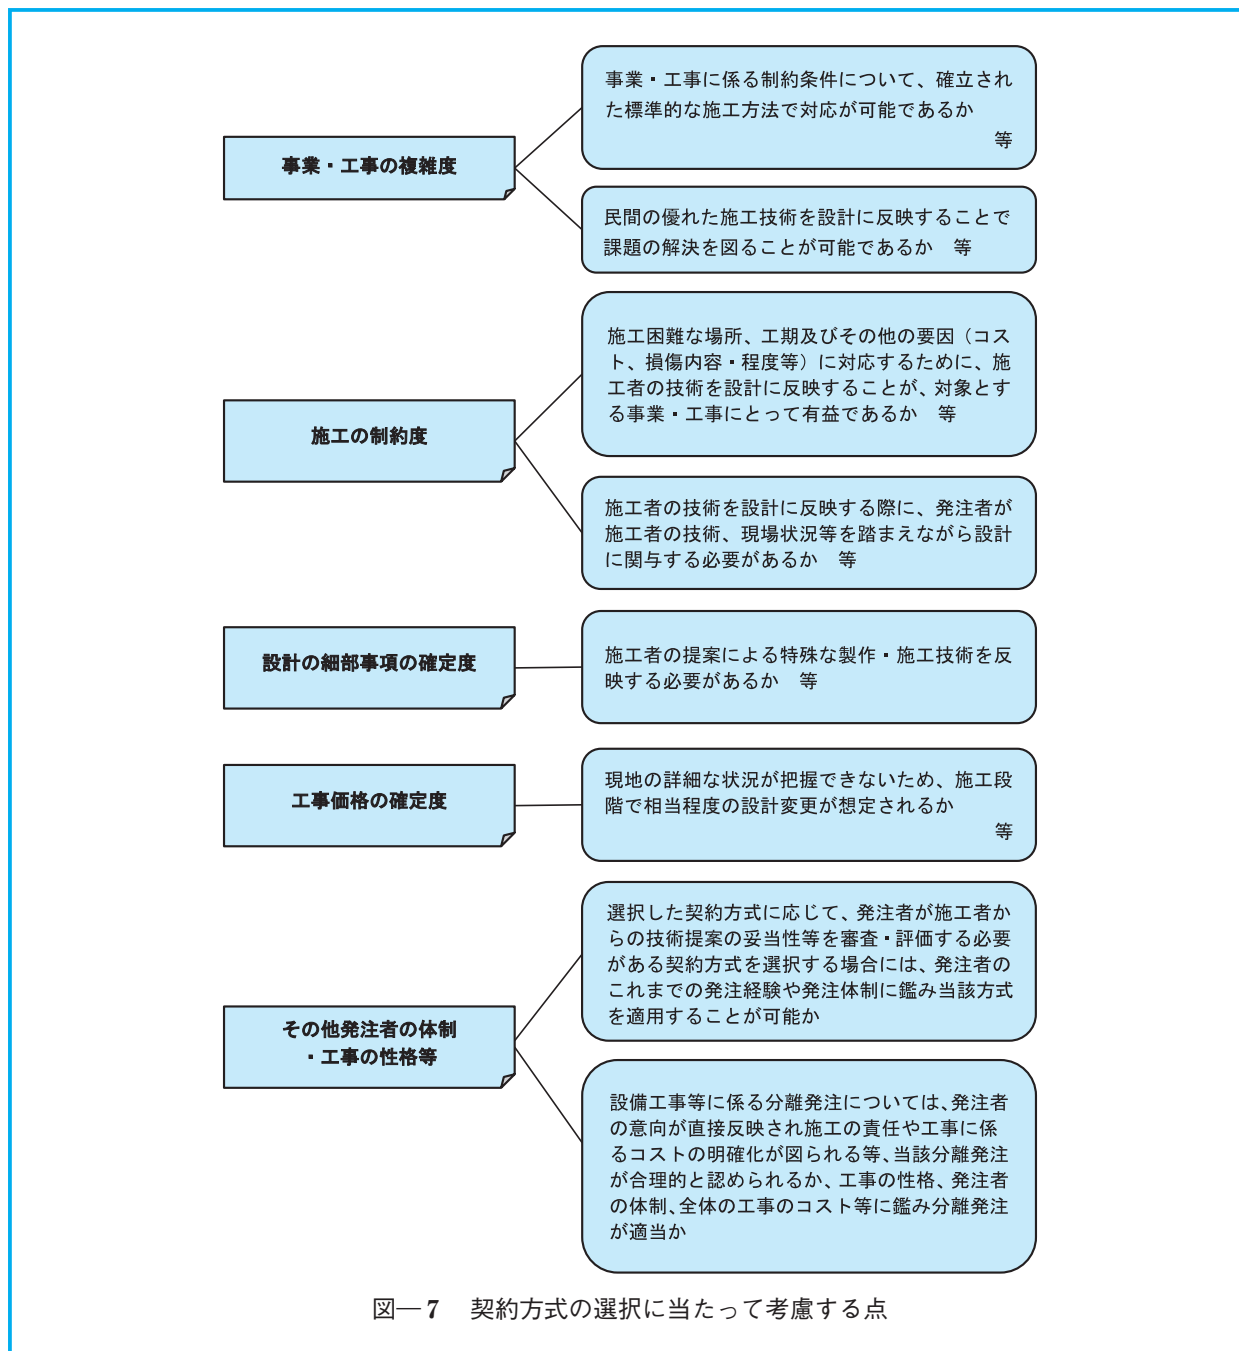 事業・工事の複雑度
事業・工事に係る制約条件について、確立され
た標準的な施工方法で対応が可能であるか
等
民間の優れた施工技術を設計に反映することで
課題の解決を図ることが可能であるか　等
施工の制約度
施工困難な場所、工期及びその他の要因（コス
ト、損傷内容・程度等）に対応するために、施
工者の技術を設計に反映することが、対象とす
る事業・工事にとって有益であるか　等
施工者の技術を設計に反映する際に、発注者が
施工者の技術、現場状況等を踏まえながら設計
に関与する必要があるか　等
設計の細部事項の確定度
施工者の提案による特殊な製作・施工技術を反
映する必要があるか　等
工事価格の確定度
現地の詳細な状況が把握できないため、施工段
階で相当程度の設計変更が想定されるか
等
その他発注者の体制
・工事の性格等
選択した契約方式に応じて、発注者が施工者か
らの技術提案の妥当性等を審査・評価する必要
がある契約方式を選択する場合には、発注者の
これまでの発注経験や発注体制に鑑み当該方式
を適用することが可能か
設備工事等に係る分離発注については、発注者
の意向が直接反映され施工の責任や工事に係
るコストの明確化が図られる等、当該分離発注
が合理的と認められるか、工事の性格、発注者
の体制、全体の工事のコスト等に鑑み分離発注
が適当か
図―7　契約方式の選択に当たって考慮する点